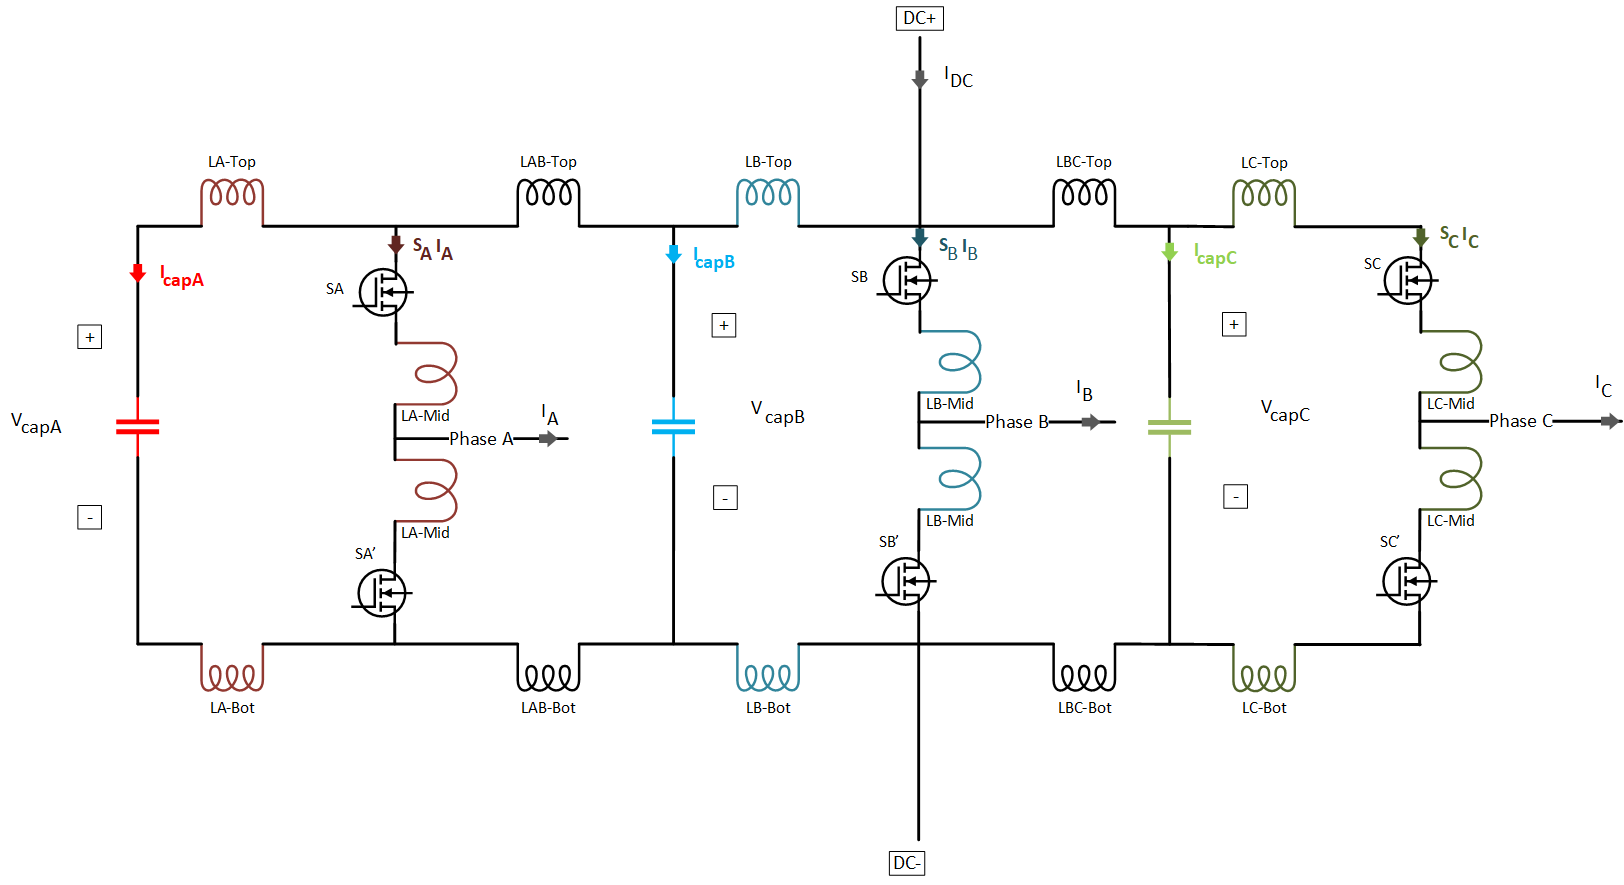 DC+
I DC
LA-Top
LAB-Top
LB-Top
LBC-Top
LC-Top
IcapA
SA IA
IcapB
SB IB
IcapC
SC IC
SA
SB
SC
+
+
+
VcapA
LA-Mid
Phase A
IA
VcapB
LB-Mid
Phase B
IB
VcapC
LC-Mid
Phase C
IC
-
-
-
LA-Mid
LB-Mid
LC-Mid
SA’
SB’
SC’
LA-Bot
LAB-Bot
LB-Bot
LBC-Bot
LC-Bot
DC-